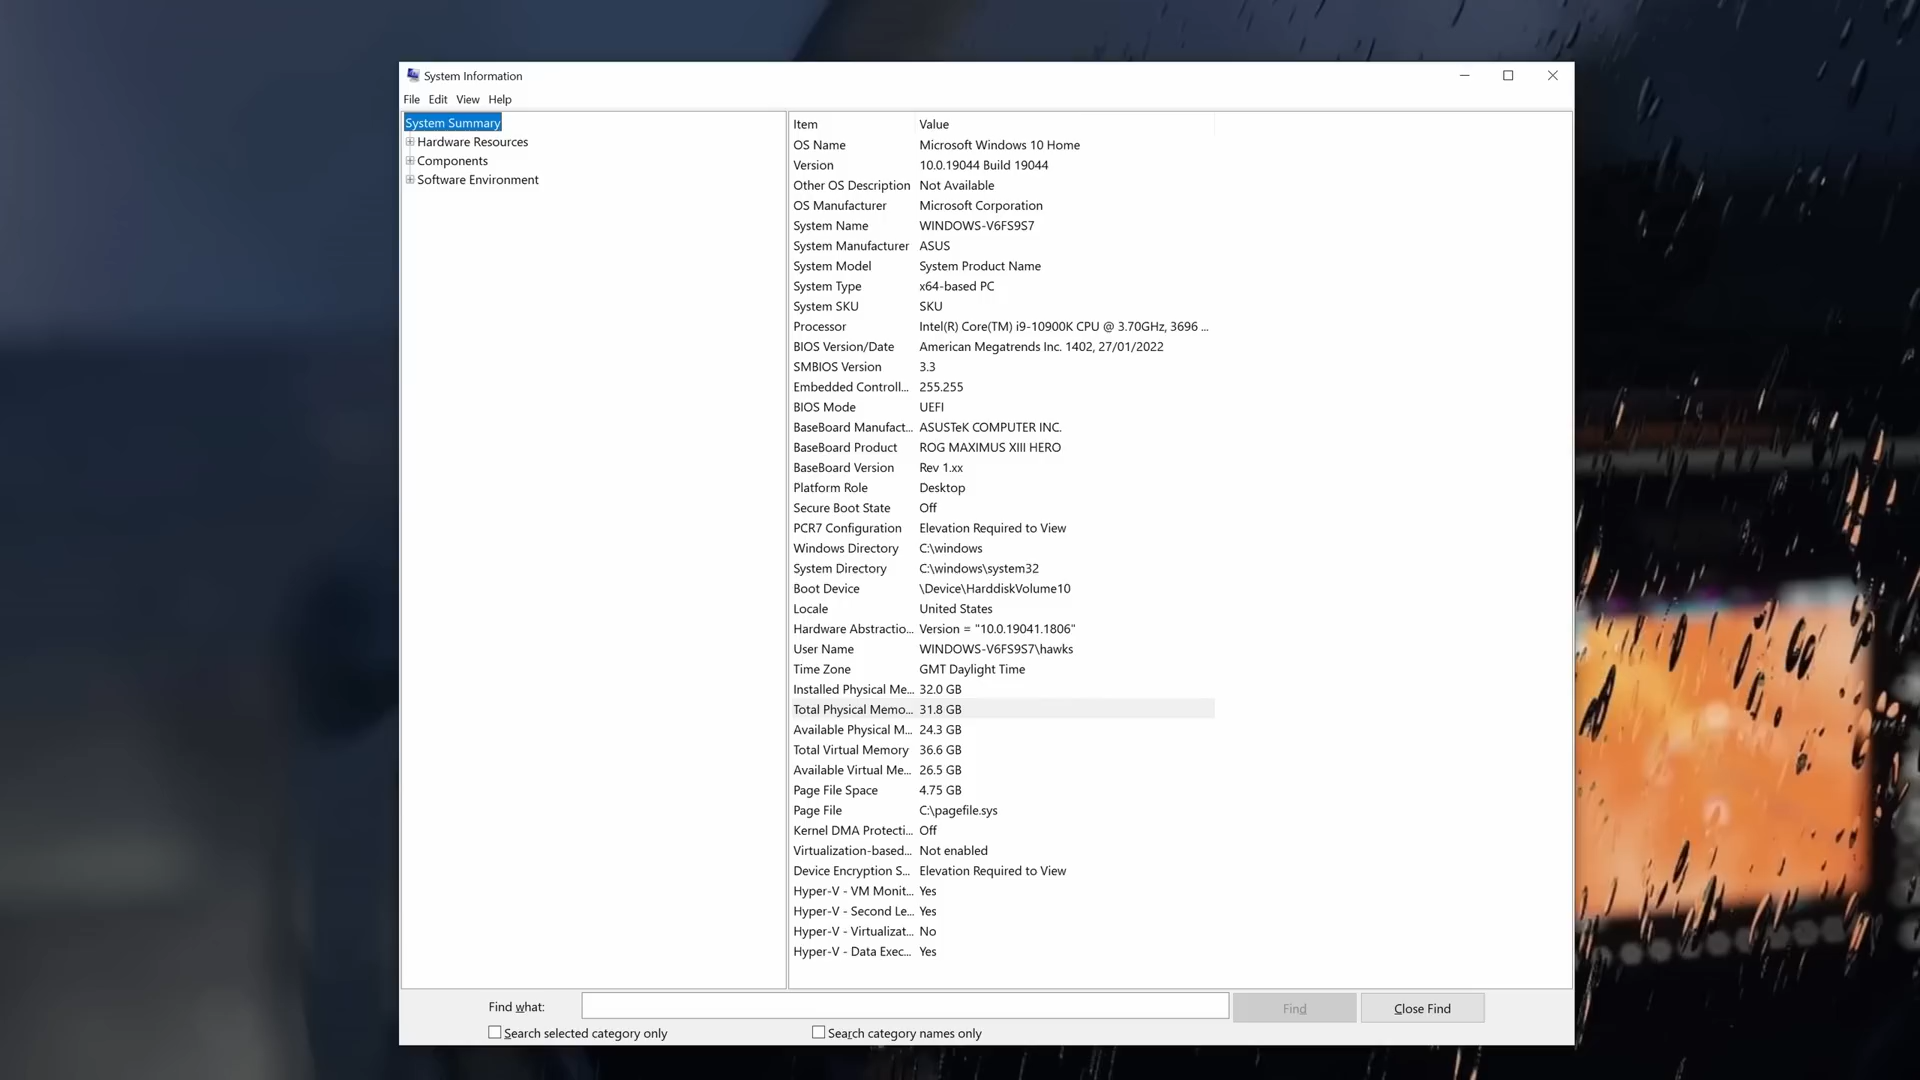 System Information
File Edit View Help
System Summary
Hardware Resources
Components
Software Environment
Item Value
OS Name Microsoft Windows 10 Home
Version 10.0.19044 Build 19044
Other OS Description Not Available
OS Manufacturer Microsoft Corporation
System Name WINDOWS-V6FS9S7
System Manufacturer ASUS
System Model System Product Name
System Type x64-based PC
System SKU SKU
Processor Intel(R) Core(TM) i9-10900K CPU @ 3.70GHz, 3696 ...
BIOS Version/Date American Megatrends Inc. 1402, 27/01/2022
SMBIOS Version 3.3
Embedded Controll... 255.255
BIOS Mode UEFI
BaseBoard Manufact... ASUSTeK COMPUTER INC.
BaseBoard Product ROG MAXIMUS XIII HERO
BaseBoard Version Rev 1.xx
Platform Role Desktop
Secure Boot State Off
PCR7 Configuration Elevation Required to View
Windows Directory C:\windows
System Directory C:\windows\system32
Boot Device \Device\HarddiskVolume10
Locale United States
Hardware Abstractio... Version = "10.0.19041.1806"
User Name WINDOWS-V6FS9S7\hawks
Time Zone GMT Daylight Time
Installed Physical Me... 32.0 GB
Total Physical Memo... 31.8 GB
Available Physical M... 24.3 GB
Total Virtual Memory 36.6 GB
Available Virtual Me... 26.5 GB
Page File Space 4.75 GB
Page File C:\pagefile.sys
Kernel DMA Protecti... Off
Virtualization-based... Not enabled
Device Encryption S... Elevation Required to View
Hyper-V - VM Monit... Yes
Hyper-V - Second Le... Yes
Hyper-V - Virtualizat... No
Hyper-V - Data Exec... Yes
Find what: Find Close Find
Search selected category only Search category names only